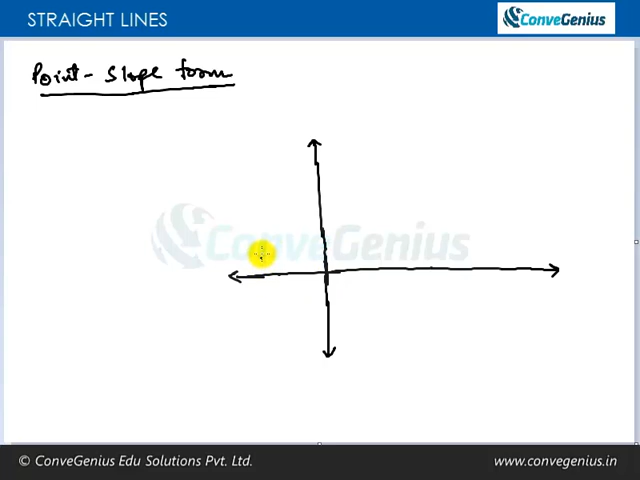 STRAIGHT LINES
ConveGenius
Point - Slope form
ConveGenius
© ConveGenius Edu Solutions Pvt. Ltd.
www.convegenius.in